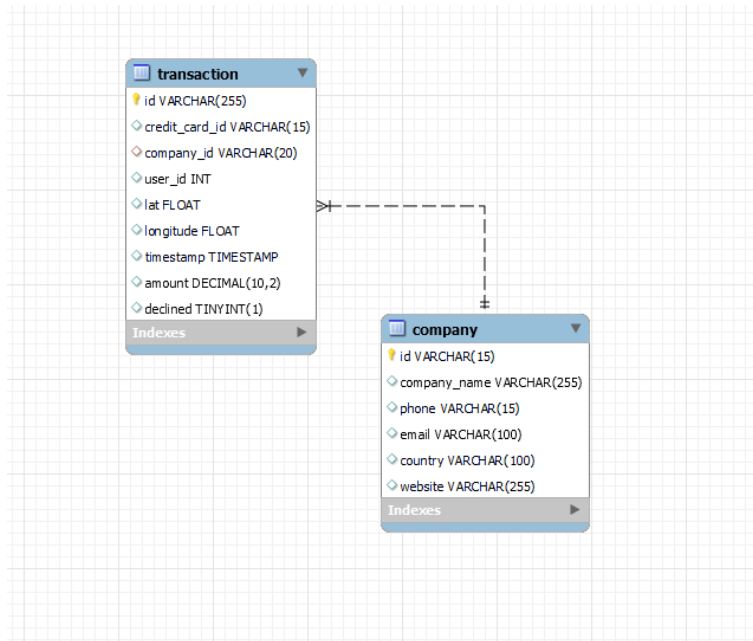 transaction
id VARCHAR(255)
credit_card_id VARCHAR(15)
company_id VARCHAR(20)
user_id INT
lat FLOAT
longitude FLOAT
timestamp TIMESTAMP
amount DECIMAL(10,2)
declined TINYINT(1)
Indexes
company
id VARCHAR(15)
company_name VARCHAR(255)
phone VARCHAR(15)
email VARCHAR(100)
country VARCHAR(100)
website VARCHAR(255)
Indexes